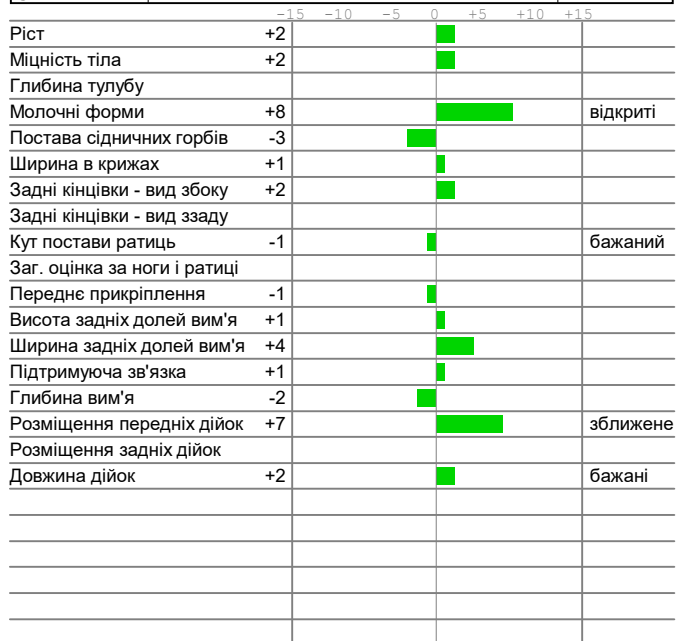 -15 -10 -5 0 +5 +10 +15
Ріст +2
Міцність тіла +2
Глибина тулубу
Молочні форми +8 відкриті
Постава сідничних горбів -3
Ширина в крижах +1
Задні кінцівки - вид збоку +2
Задні кінцівки - вид ззаду
Кут постави ратиць -1 бажаний
Заг. оцінка за ноги і ратиці
Переднє прикріплення -1
Висота задніх долей вим'я +1
Ширина задніх долей вим'я +4
Підтримуюча зв'язка +1
Глибина вим'я -2
Розміщення передніх дійок +7 зближене
Розміщення задніх дійок
Довжина дійок +2 бажані